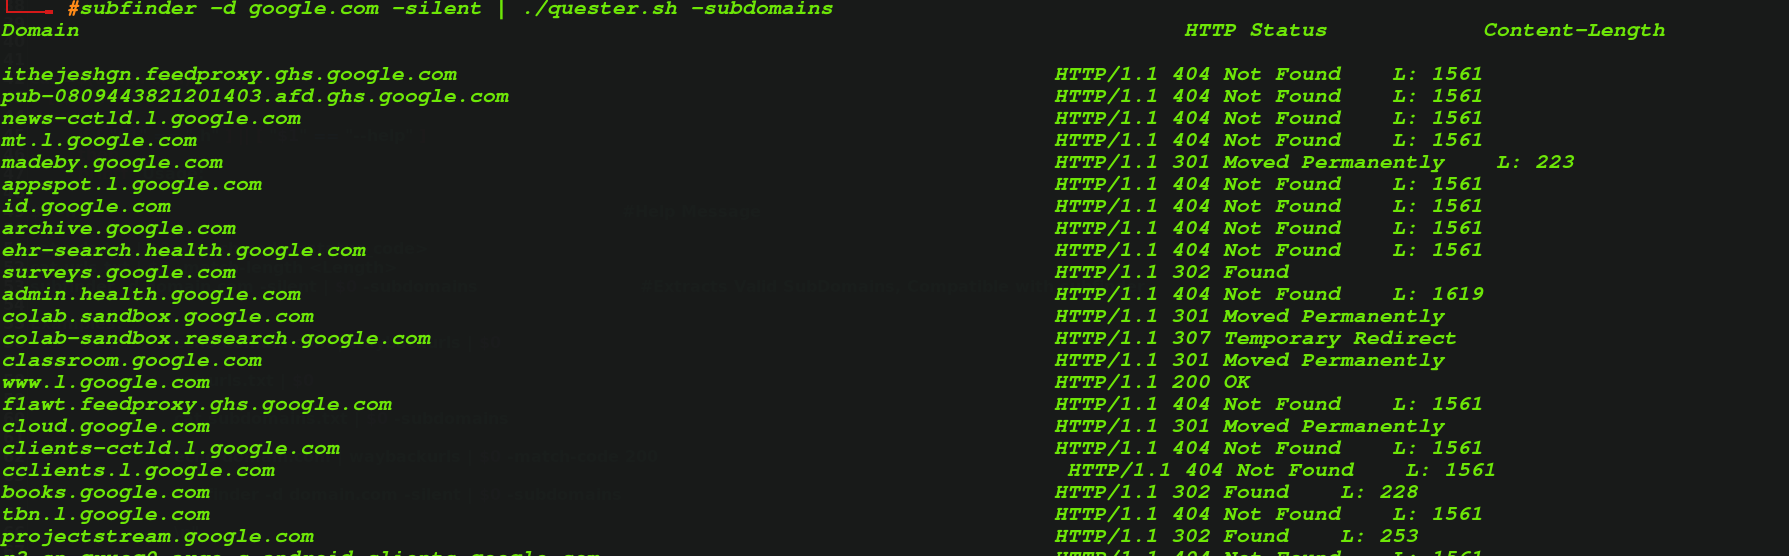 #subfinder -d google.com -silent | ./quester.sh -subdomains
Domain HTTP Status Content-Length
ithejeshgn.feedproxy.ghs.google.com HTTP/1.1 404 Not Found L: 1561
pub-0809443821201403.afd.ghs.google.com HTTP/1.1 404 Not Found L: 1561
news-cctld.l.google.com HTTP/1.1 404 Not Found L: 1561
mt.l.google.com HTTP/1.1 404 Not Found L: 1561
madeby.google.com HTTP/1.1 301 Moved Permanently L: 223
appspot.l.google.com HTTP/1.1 404 Not Found L: 1561
id.google.com HTTP/1.1 404 Not Found L: 1561
archive.google.com HTTP/1.1 404 Not Found L: 1561
ehr-search.health.google.com HTTP/1.1 404 Not Found L: 1561
surveys.google.com HTTP/1.1 302 Found
admin.health.google.com HTTP/1.1 404 Not Found L: 1619
colab.sandbox.google.com HTTP/1.1 301 Moved Permanently
colab-sandbox.research.google.com HTTP/1.1 307 Temporary Redirect
classroom.google.com HTTP/1.1 301 Moved Permanently
www.l.google.com HTTP/1.1 200 OK
f1awt.feedproxy.ghs.google.com HTTP/1.1 404 Not Found L: 1561
cloud.google.com HTTP/1.1 301 Moved Permanently
clients-cctld.l.google.com HTTP/1.1 404 Not Found L: 1561
cclients.l.google.com HTTP/1.1 404 Not Found L: 1561
books.google.com HTTP/1.1 302 Found L: 228
tbn.l.google.com HTTP/1.1 404 Not Found L: 1561
projectstream.google.com HTTP/1.1 302 Found L: 253